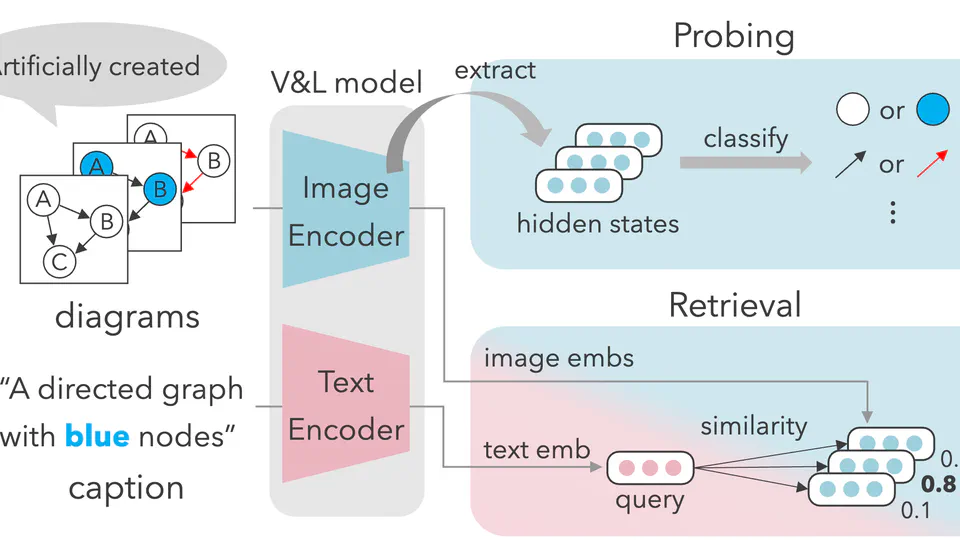 Artificially created
V&L model
extract
Probing
A
B
A
B
A
B
C
diagrams
Image
Encoder
hidden states
classify
or
or
Retrieval
"A directed graph
with blue nodes"
caption
Text
Encoder
image embs
text emb
query
similarity
0.
0.8
0.1